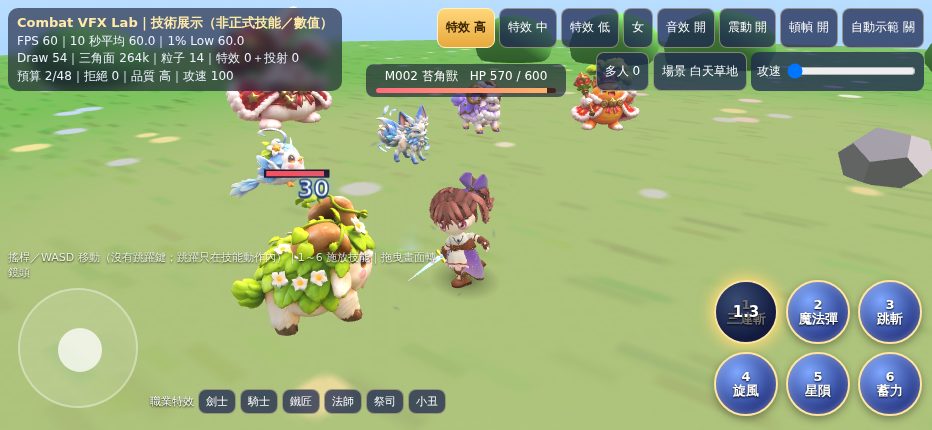 Combat VFX Lab｜技術展示（非正式技能／數值）
FPS 60｜10 秒平均 60.0｜1% Low 60.0
Draw 54｜三角面 264k｜粒子 14｜特效 0＋投射 0
預算 2/48｜拒絕 0｜品質 高｜攻速 100
特效 高
特效 中
特效 低
女
音效 開
震動 開
頓幀 開
自動示範 關
多人 0
場景 白天草地
攻速
M002 苔角獸 HP 570 / 600
30
搖桿／WASD 移動（沒有跳躍鍵；跳躍只在技能動作內）｜1～6 施放技能｜拖曳畫面轉
鏡頭
1
三連斬
1.3
2
魔法彈
3
跳斬
4
旋風
5
星隕
6
蓄力
職業特效
劍士
騎士
鐵匠
法師
祭司
小丑